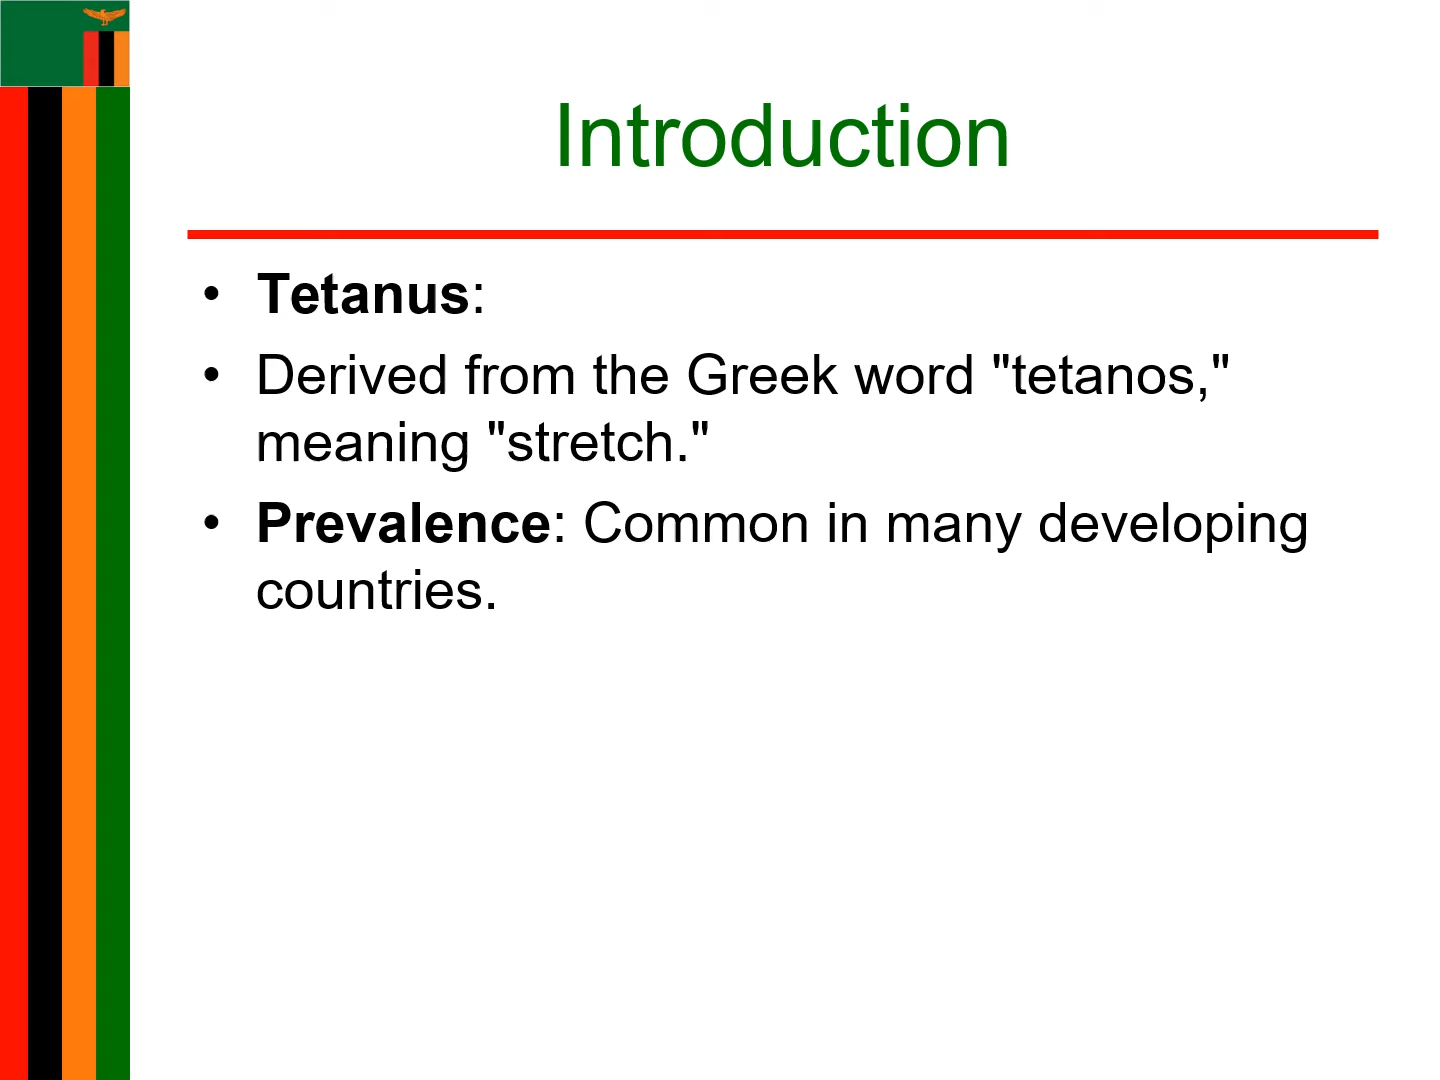 Introduction
• Tetanus:
• Derived from the Greek word "tetanos,"
meaning "stretch."
• Prevalence: Common in many developing
countries.